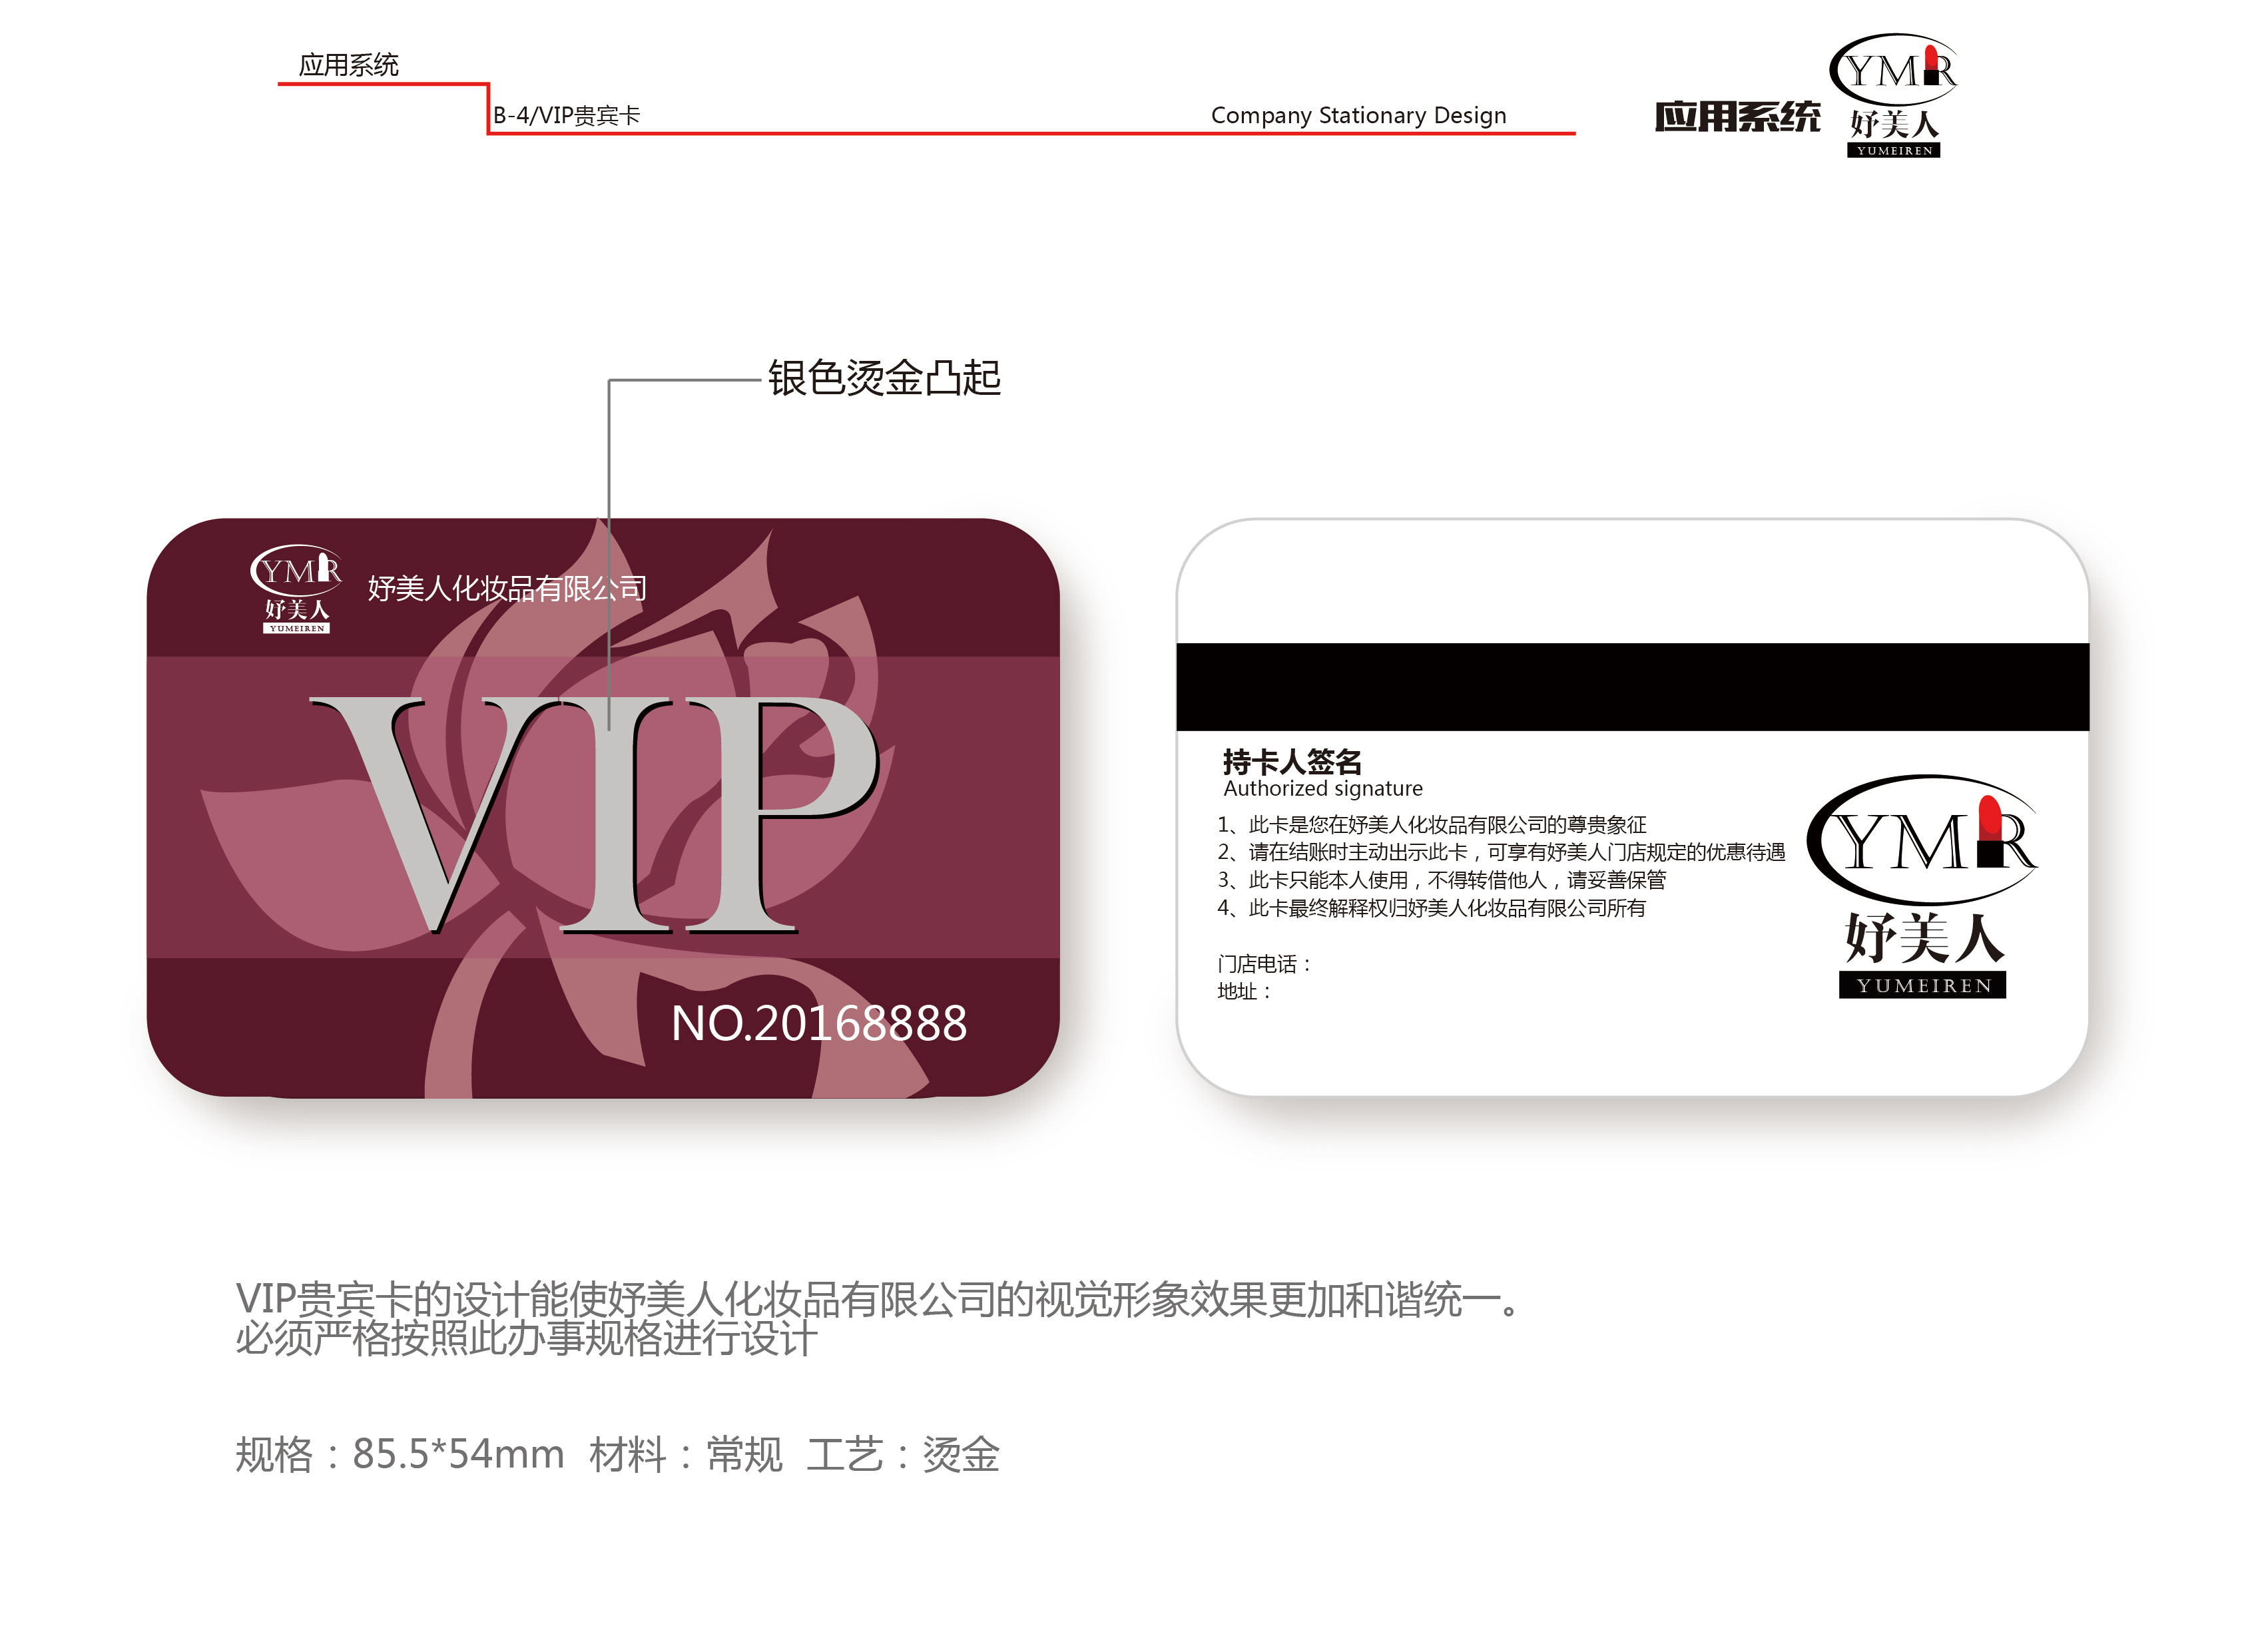 应用系统
B-4/VIP贵宾卡
Company Stationary Design
应用系统
YMR
妤美人
YUMEIREN
银色烫金凸起
YMR
妤美人
YUMEIREN
妤美人化妆品有限公司
VIP
NO.20168888
持卡人签名
Authorized signature
1、此卡是您在妤美人化妆品有限公司的尊贵象征
2、请在结账时主动出示此卡，可享有妤美人门店规定的优惠待遇
3、此卡只能本人使用，不得转借他人，请妥善保管
4、此卡最终解释权归妤美人化妆品有限公司所有
门店电话：
地址：
YMR
妤美人
YUMEIREN
VIP贵宾卡的设计能使妤美人化妆品有限公司的视觉形象效果更加和谐统一。
必须严格按照此办事规格进行设计
规格：85.5*54mm 材料：常规 工艺：烫金